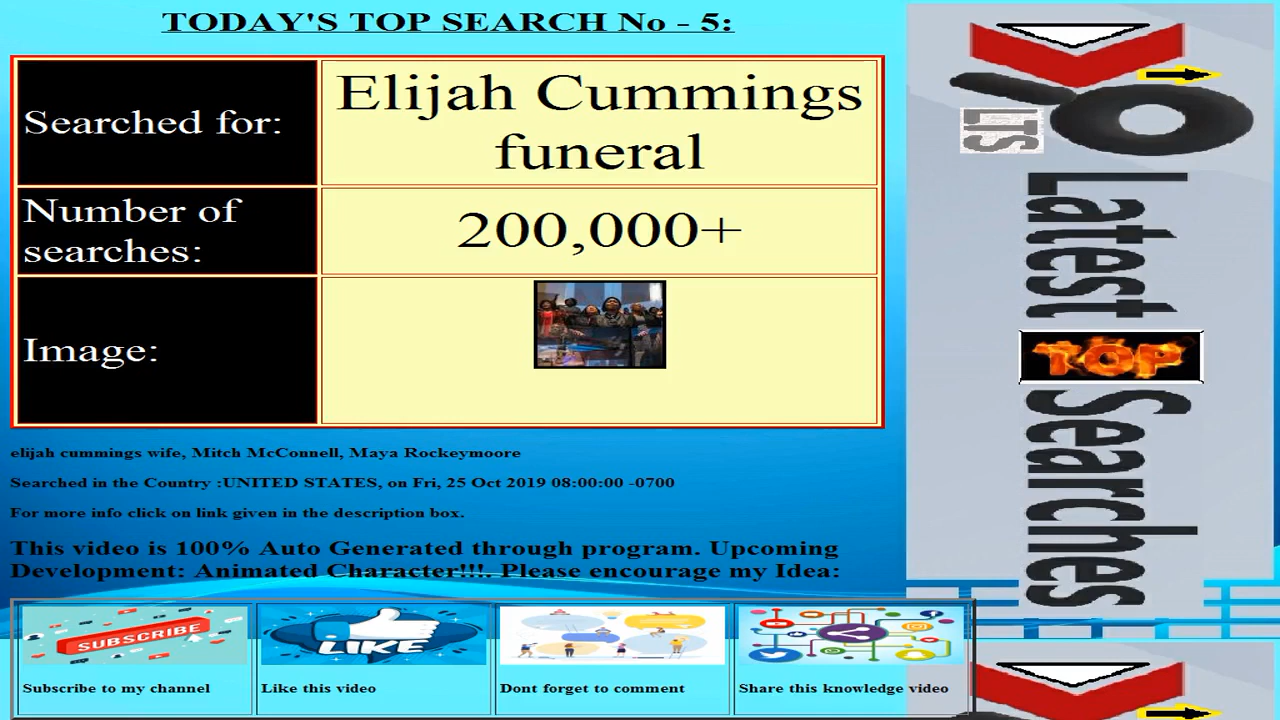 TODAY'S TOP SEARCH No - 5:
Searched for:
Elijah Cummings
funeral
Number of
searches:
200,000+
Image:
elijah cummings wife, Mitch McConnell, Maya Rockeymoore
Searched in the Country :UNITED STATES, on Fri, 25 Oct 2019 08:00:00 -0700
For more info click on link given in the description box.
This video is 100% Auto Generated through program. Upcoming
Development: Animated Character!!!. Please encourage my Idea:
SUBSCRIBE
LIKE
Subscribe to my channel
Like this video
Dont forget to comment
Share this knowledge video
LTS
Latest
TOP
Searches